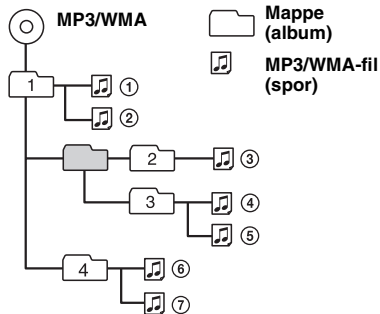 MP3/WMA
Mappe
(album)
MP3/WMA-fil
(spor)
1
①
②
2
③
3
④
⑤
4
⑥
⑦